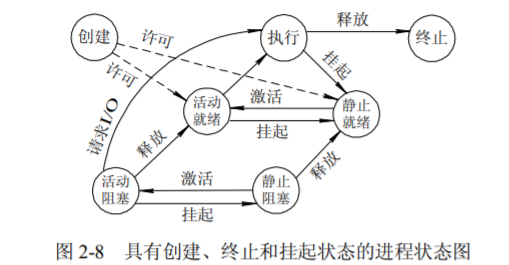 创建
许可
许可
执行
释放
终止
挂起
请求I/O
活动
就绪
激活
挂起
静止
就绪
释放
释放
活动
阻塞
激活
挂起
静止
阻塞
图 2-8 具有创建、终止和挂起状态的进程状态图